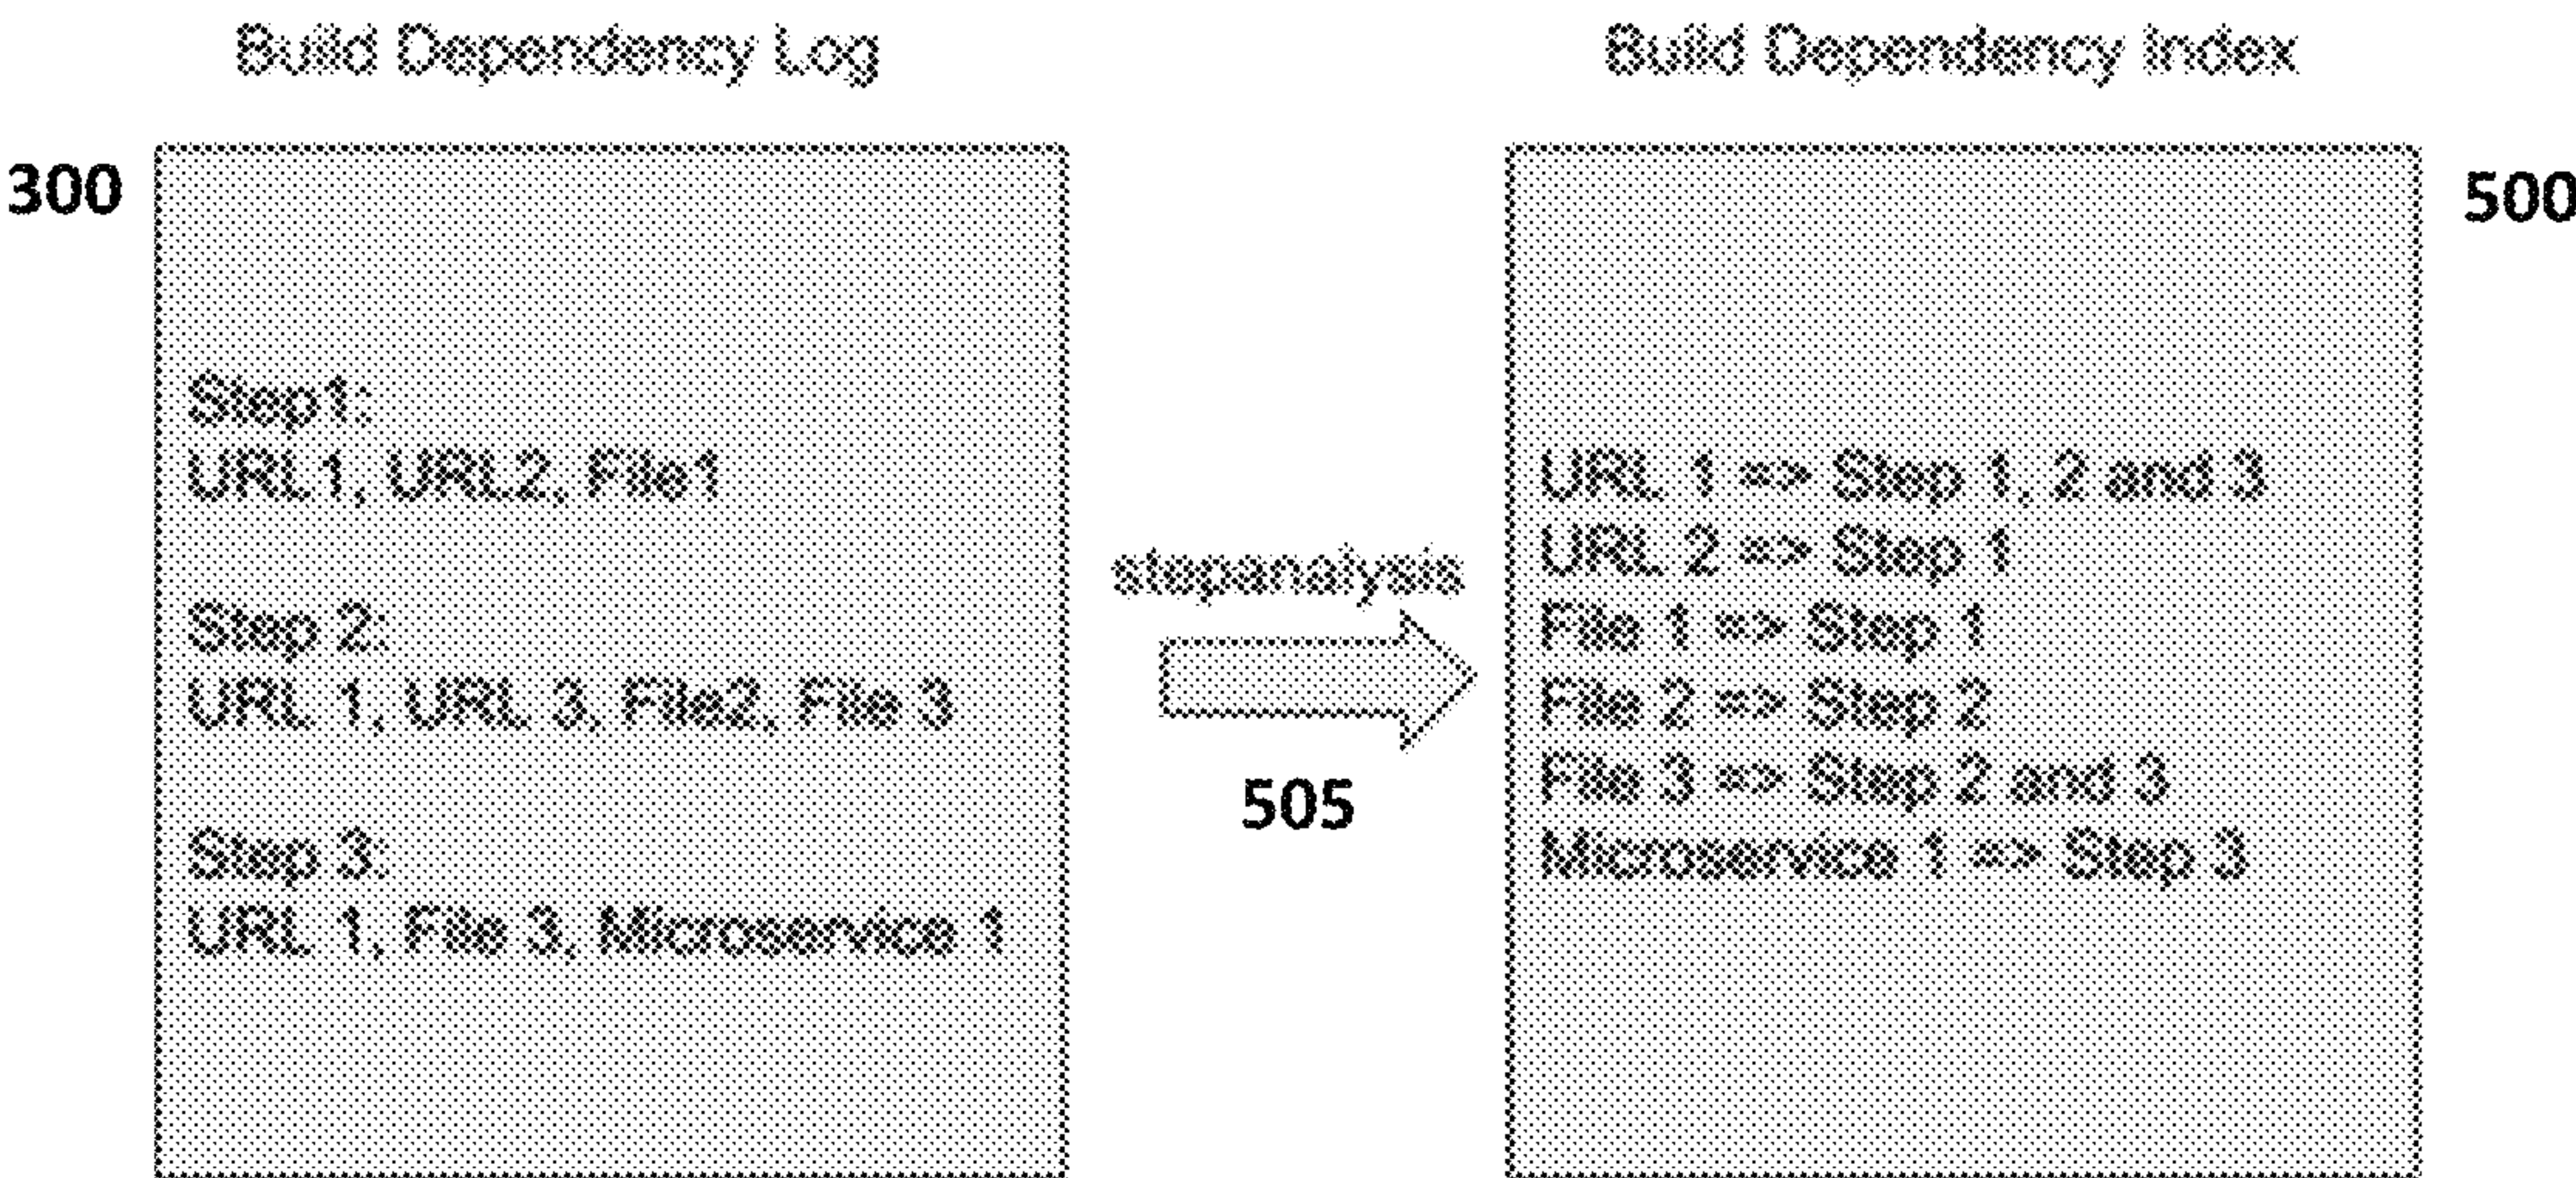 Build Dependency Log
300
Step1:
URL1, URL2, File1
Step 2:
URL 1, URL 3, File2, File 3
Step 3:
URL 1, File 3, Microservice 1
stepanalysis
505
Build Dependency Index
500
URL 1 => Step 1, 2 and 3
URL 2 => Step 1
File 1 => Step 1
File 2 => Step 2
File 3 => Step 2 and 3
Microservice 1 => Step 3